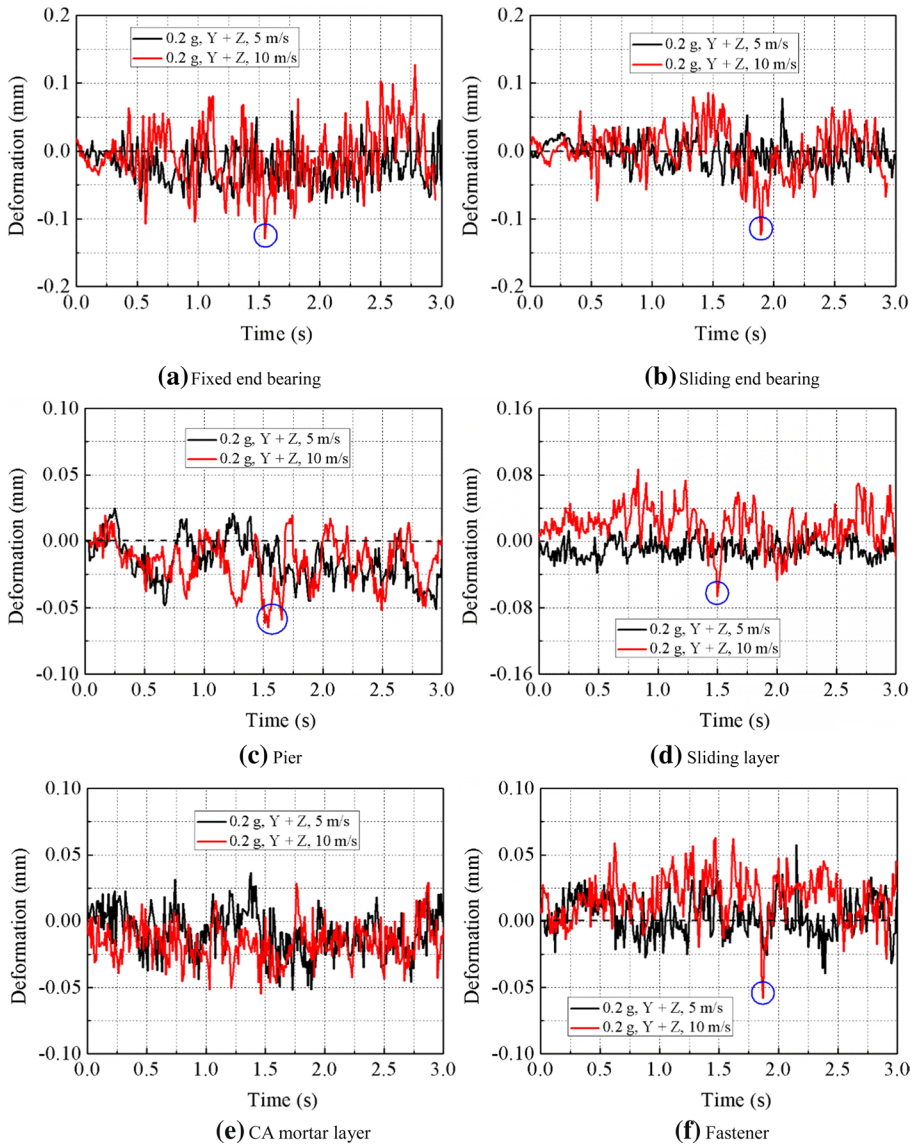 0.2
0.1
0.0
-0.1
-0.2
Deformation (mm)
0.2 g, Y + Z, 5 m/s
0.2 g, Y + Z, 10 m/s
0.0 0.5 1.0 1.5 2.0 2.5 3.0
Time (s)
(a) Fixed end bearing
0.2
0.1
0.0
-0.1
-0.2
Deformation (mm)
0.2 g, Y + Z, 5 m/s
0.2 g, Y + Z, 10 m/s
0.0 0.5 1.0 1.5 2.0 2.5 3.0
Time (s)
(b) Sliding end bearing
0.10
0.05
0.00
-0.05
-0.10
Deformation (mm)
0.2 g, Y + Z, 5 m/s
0.2 g, Y + Z, 10 m/s
0.0 0.5 1.0 1.5 2.0 2.5 3.0
Time (s)
(c) Pier
0.16
0.08
0.00
-0.08
-0.16
Deformation (mm)
0.2 g, Y + Z, 5 m/s
0.2 g, Y + Z, 10 m/s
0.0 0.5 1.0 1.5 2.0 2.5 3.0
Time (s)
(d) Sliding layer
0.10
0.05
0.00
-0.05
-0.10
Deformation (mm)
0.2 g, Y + Z, 5 m/s
0.2 g, Y + Z, 10 m/s
0.0 0.5 1.0 1.5 2.0 2.5 3.0
Time (s)
(e) CA mortar layer
0.10
0.05
0.00
-0.05
-0.10
Deformation (mm)
0.2 g, Y + Z, 5 m/s
0.2 g, Y + Z, 10 m/s
0.0 0.5 1.0 1.5 2.0 2.5 3.0
Time (s)
(f) Fastener